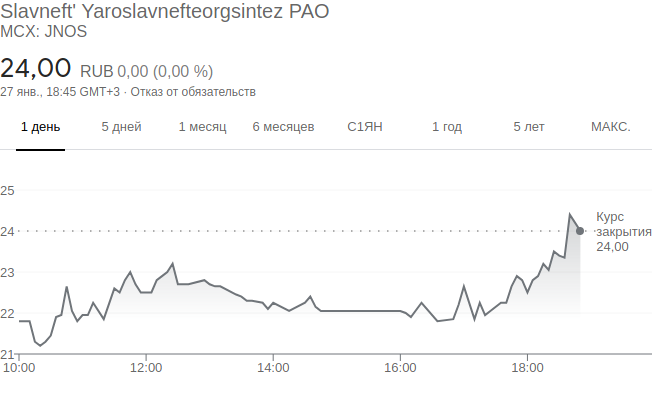 Slavneft' Yaroslavnefteorgsintez PAO
MCX: JNOS
24,00 RUB 0,00 (0,00 %)
27 янв., 18:45 GMT+3 · Отказ от обязательств
1 день 5 дней 1 месяц 6 месяцев С1ЯН 1 год 5 лет МАКС.
25
24
23
22
21
Курс
закрытия
24,00
10:00 12:00 14:00 16:00 18:00